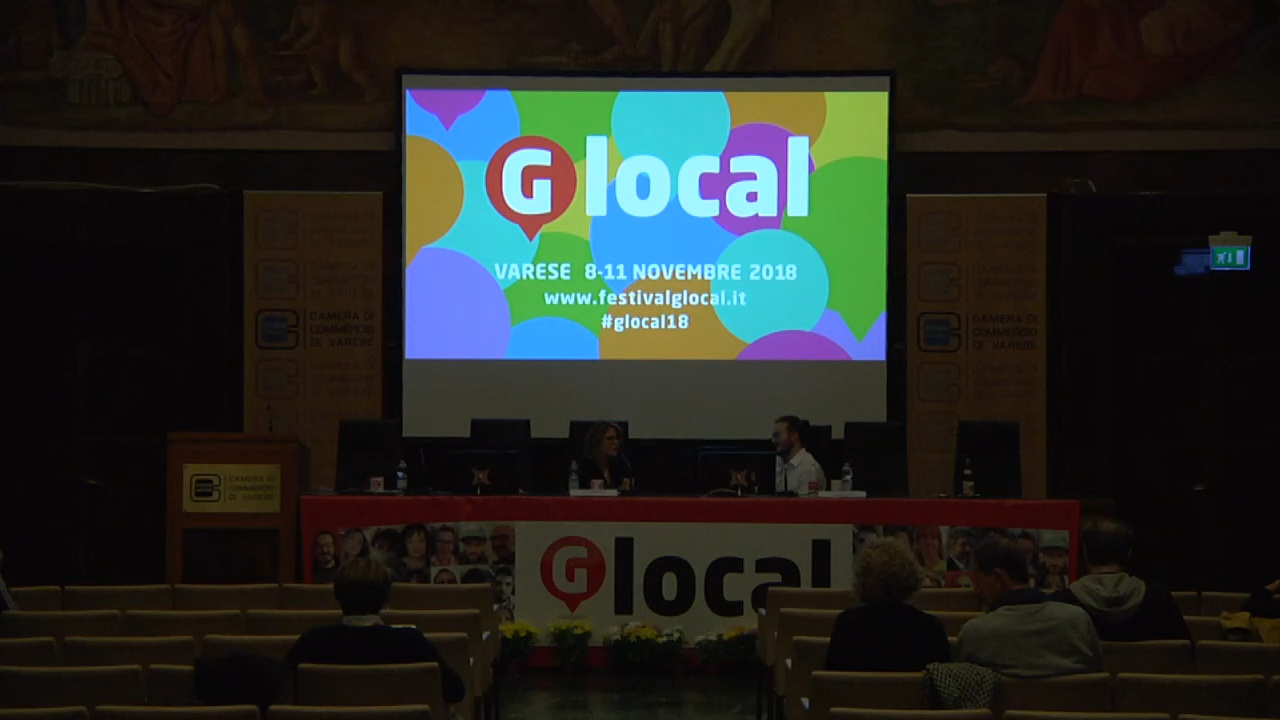 Glocal
VARESE 8-11 NOVEMBRE 2018
www.festivalglocal.it
#glocal18
CAMERA DI
COMMERCIO
DI VARESE
CAMERA DI
COMMERCIO
DI VARESE
CAMERA DI
COMMERCIO
DI VARESE
Glocal